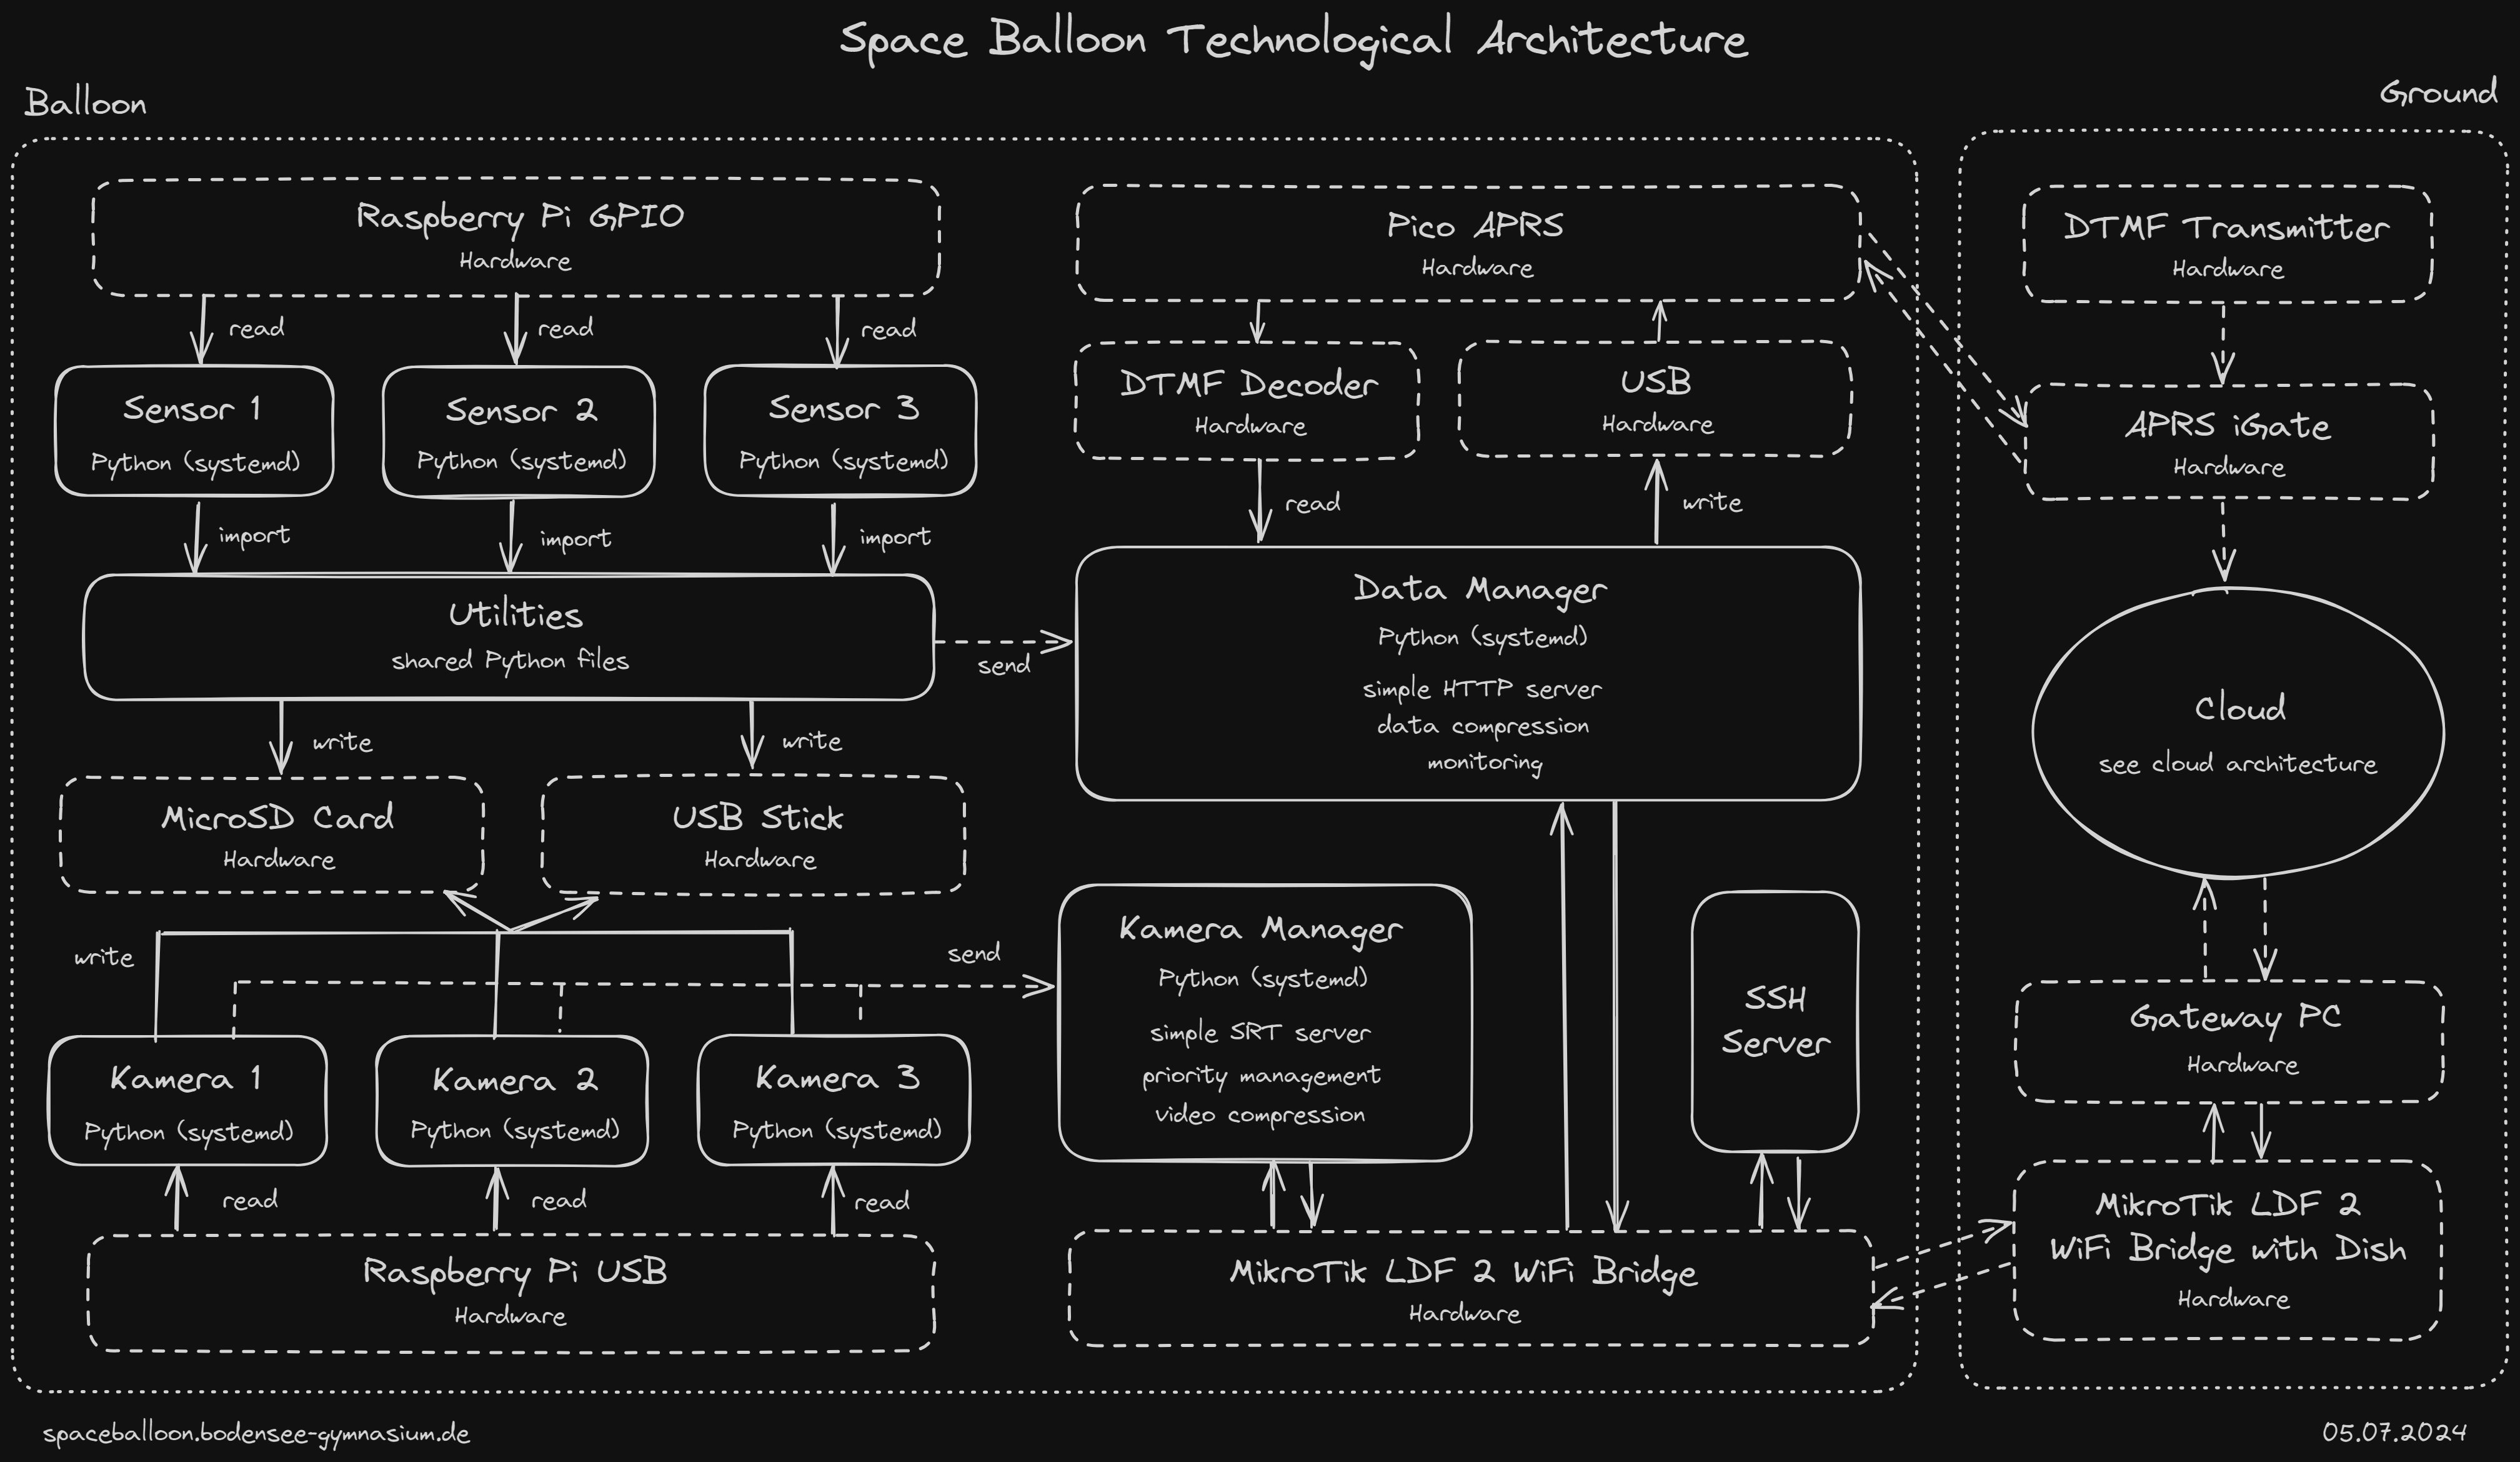 Space Balloon Technological Architecture
Balloon
Ground
Raspberry Pi GPIO
Hardware
read
read
read
Sensor 1
Python (systemd)
Sensor 2
Python (systemd)
Sensor 3
Python (systemd)
import
import
import
Utilities
shared Python files
send
write
write
MicroSD Card
Hardware
USB Stick
Hardware
write
send
Kamera 1
Python (systemd)
Kamera 2
Python (systemd)
Kamera 3
Python (systemd)
read
read
read
Raspberry Pi USB
Hardware
Pico APRS
Hardware
DTMF Decoder
Hardware
USB
Hardware
read
write
Data Manager
Python (systemd)
simple HTTP server
data compression
monitoring
Kamera Manager
Python (systemd)
simple SRT server
priority management
video compression
SSH
Server
MikroTik LDF 2 WiFi Bridge
Hardware
DTMF Transmitter
Hardware
APRS iGate
Hardware
Cloud
see cloud architecture
Gateway PC
Hardware
MikroTik LDF 2
WiFi Bridge with Dish
Hardware
spaceballoon.bodensee-gymnasium.de
05.07.2024